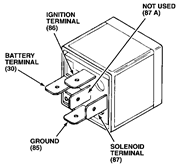 NOT USED
(87 A)
IGNITION
TERMINAL
(86)
BATTERY
TERMINAL
(30)
GROUND
(85)
SOLENOID
TERMINAL
(87)